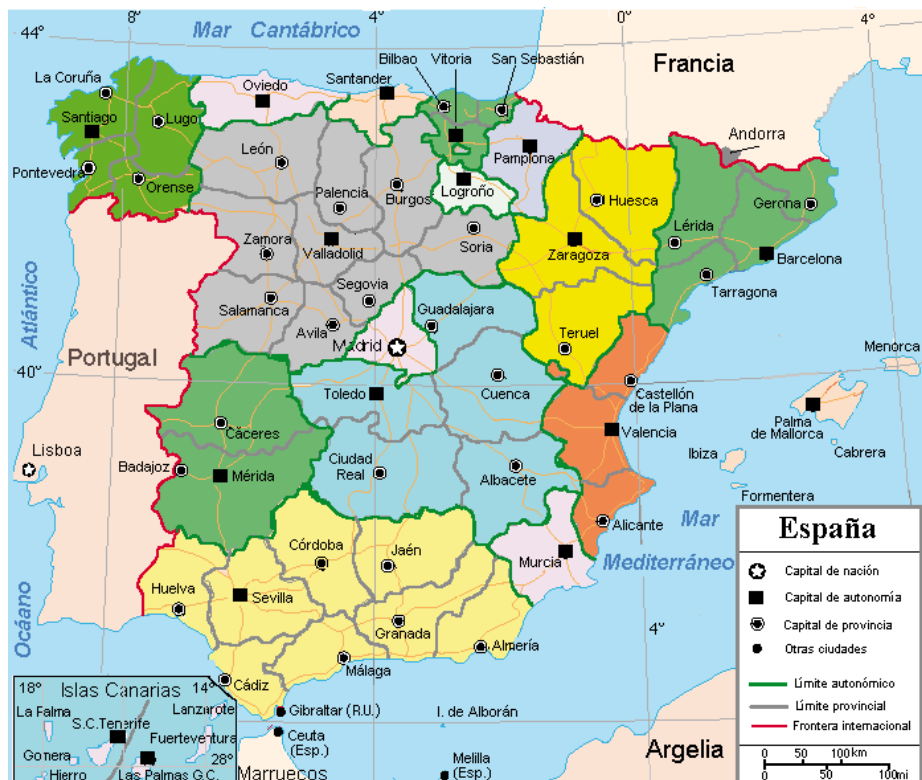 8°
4°
0°
4°
44°
Mar Cantábrico
44°
Bilbao
Vitoria
San Sebastián
Francia
La Coruña
Oviedo
Santander
Santiago
Lugo
Andorra
León
Pamplona
Pontevedra
Orense
Palencia
Burgos
Logroño
Huesca
Gerona
Lérida
Zamora
Valladolid
Soria
Zaragoza
Barcelona
Segovia
Tarragona
Salamanca
Guadalajara
Avila
Atlántico
Madrid
Teruel
Portugal
Menorca
40°
Toledo
Cuenca
Castellón
de la Plana
Palma
de Mallorca
Cáceres
Valencia
Lisboa
Ciudad
Real
Ibiza
Cabrera
Badajoz
Mérida
Albacete
Formentera
Alicante
Mar
Mediterráneo
España
Córdoba
Jaén
Murcia
Capital de nación
Huelva
Sevilla
Capital de autonomía
Océano
Granada
Capital de provincia
4°
Almería
Otras ciudades
Málaga
Cádiz
Límite autonómico
18°
Islas Canarias
14°
Límite provincial
La Palma
Lanzarote
Gibraltar (R.U.)
I. de Alborán
Frontera internacional
S.C.Tenerife
Ceuta
(Esp.)
Fuerteventura
Gomera
28°
Argelia
0 50 100km
Hierro
Las Palmas G.C.
Marruecos
Melilla
(Esp.)
0 50 100mi